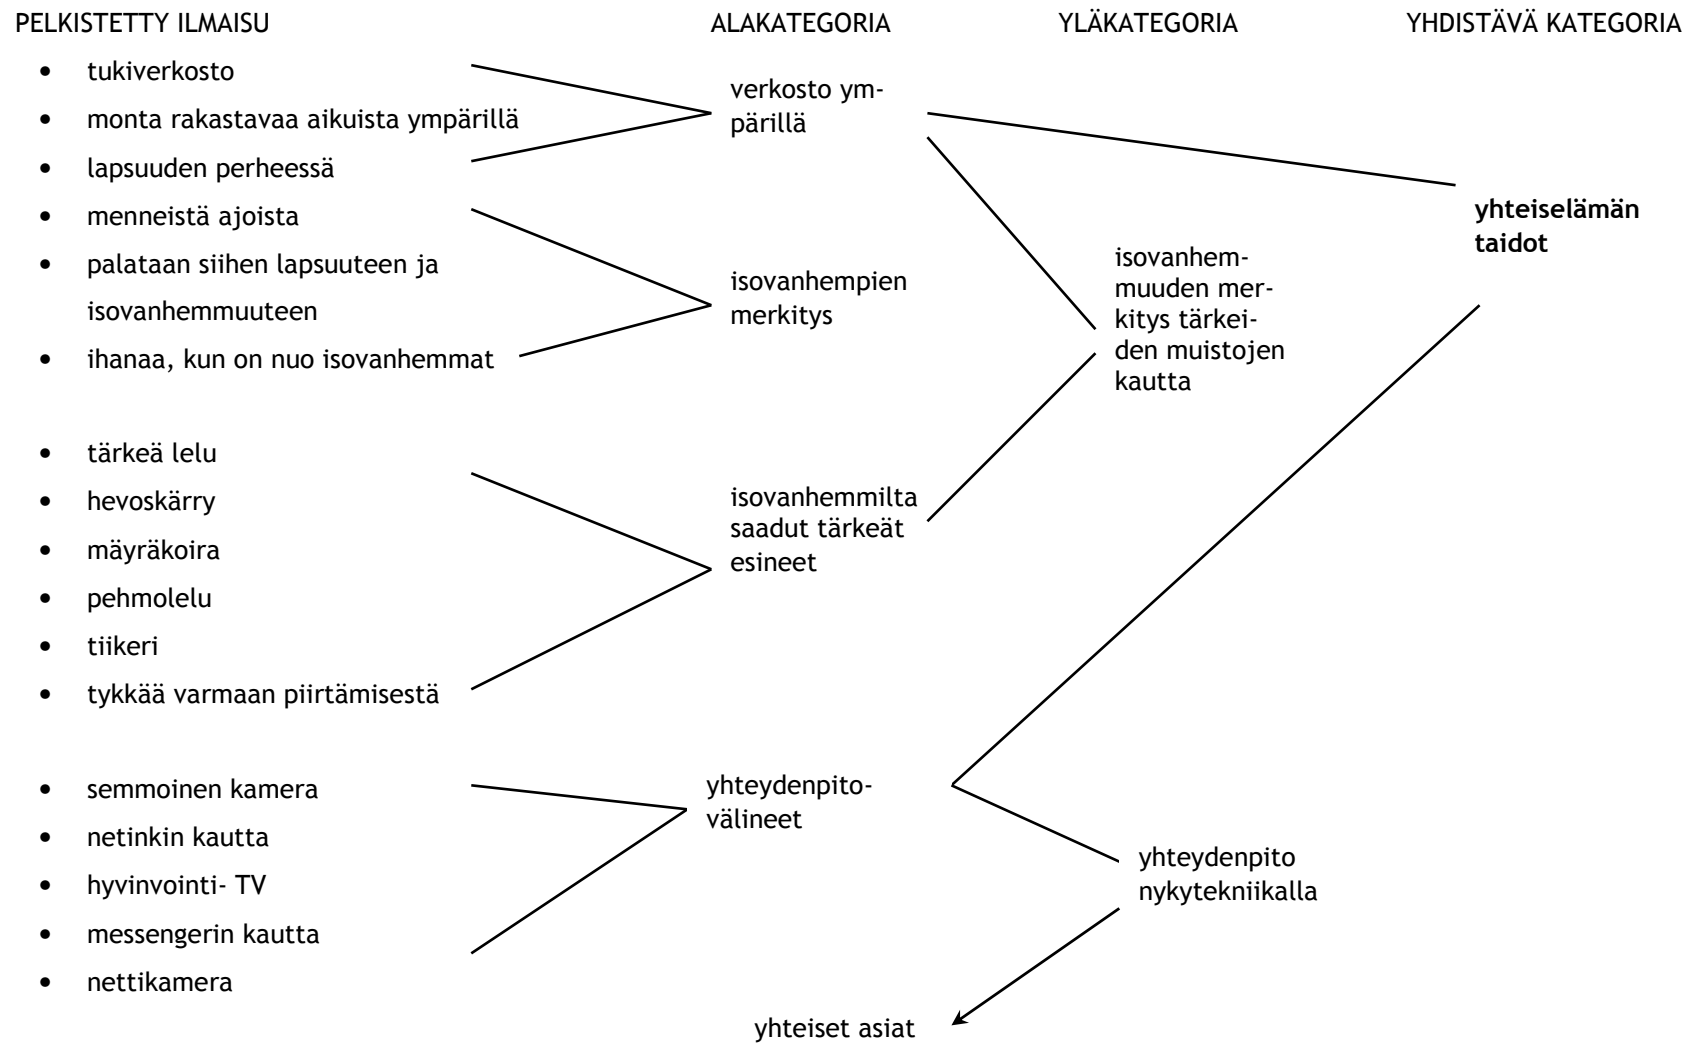 PELKISTETTY ILMAISU ALAKATEGORIA YLÄKATEGORIA YHDISTÄVÄ KATEGORIA
• tukiverkosto
• monta rakastavaa aikuista ympärillä
• lapsuuden perheessä
• menneistä ajoista
• palataan siihen lapsuuteen ja
isovanhemmuuteen
• ihanaa, kun on nuo isovanhemmat
• tärkeä lelu
• hevoskärry
• mäyräkoira
• pehmolelu
• tiikeri
• tykkää varmaan piirtämisestä
• semmoinen kamera
• netinkin kautta
• hyvinvointi- TV
• messengerin kautta
• nettikamera
verkosto ym-
pärillä
isovanhempien
merkitys
isovanhemmilta
saadut tärkeät
esineet
yhteydenpito-
välineet
yhteiset asiat
isovanhem-
muuden mer-
kitys tärkei-
den muistojen
kautta
yhteydenpito
nykytekniikalla
yhteiselämän
taidot